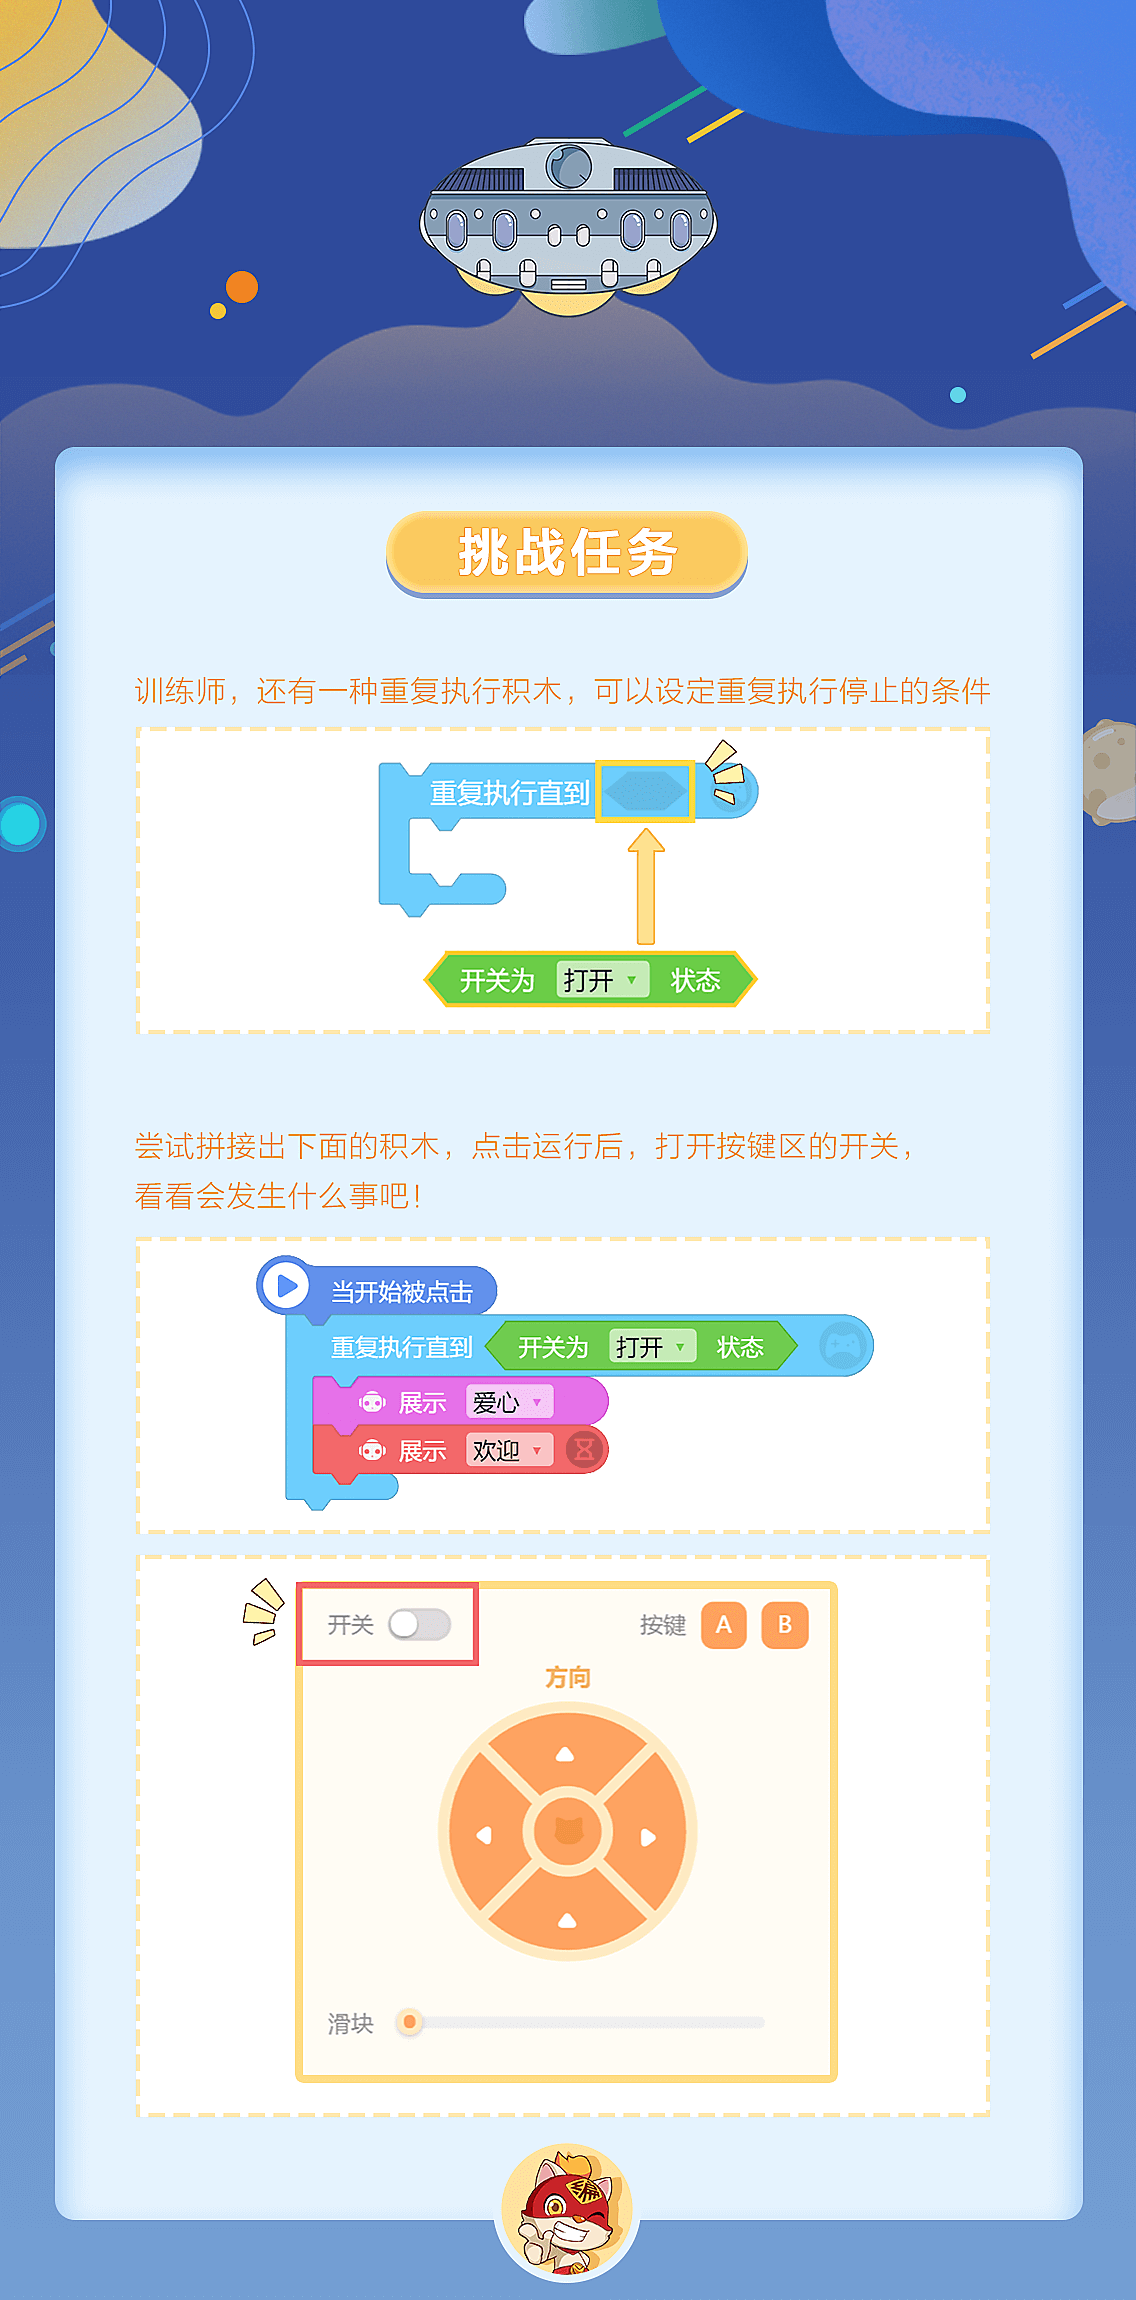 挑战任务
训练师，还有一种重复执行积木，可以设定重复执行停止的条件
重复执行直到
开关为 打开 状态
尝试拼接出下面的积木，点击运行后，打开按键区的开关，
看看会发生什么事吧！
当开始被点击
重复执行直到 开关为 打开 状态
展示 爱心
展示 欢迎
开关 按键 A B
方向
滑块
编